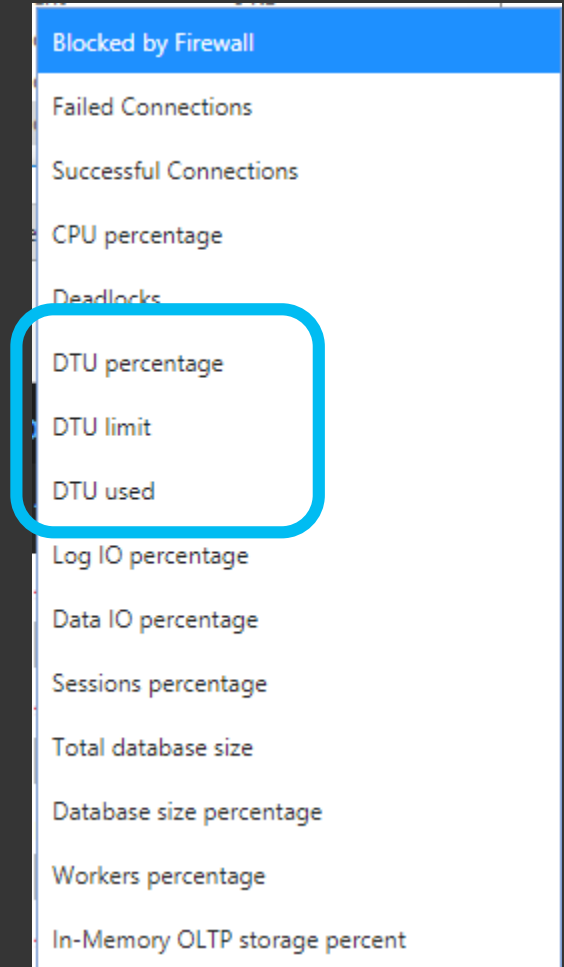 Blocked by Firewall
Failed Connections
Successful Connections
CPU percentage
Deadlocks
DTU percentage
DTU limit
DTU used
Log IO percentage
Data IO percentage
Sessions percentage
Total database size
Database size percentage
Workers percentage
In-Memory OLTP storage percent